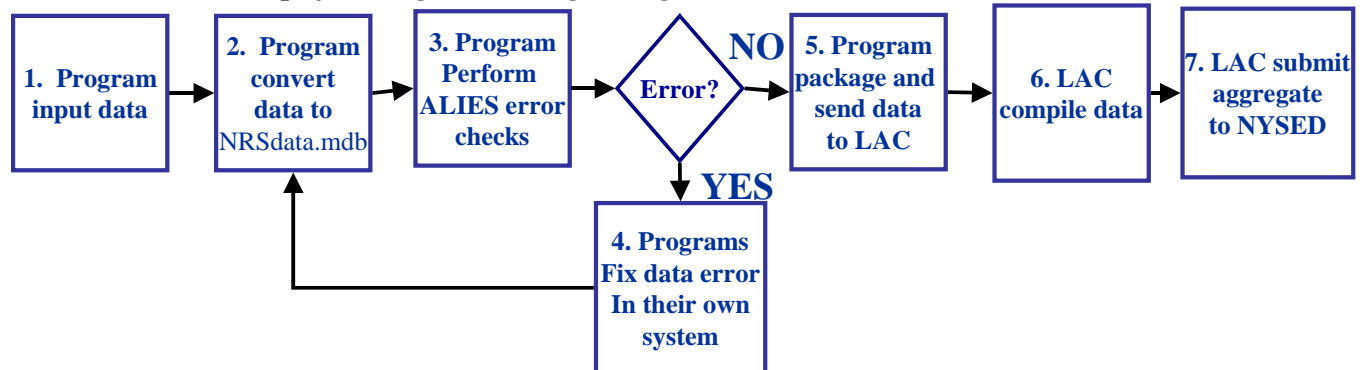 1. Program
input data
2. Program
convert
data to
NRSdata.mdb
3. Program
Perform
ALIES error
checks
Error?
NO
YES
4. Programs
Fix data error
In their own
system
5. Program
package and
send data
to LAC
6. LAC
compile data
7. LAC submit
aggregate
to NYSED